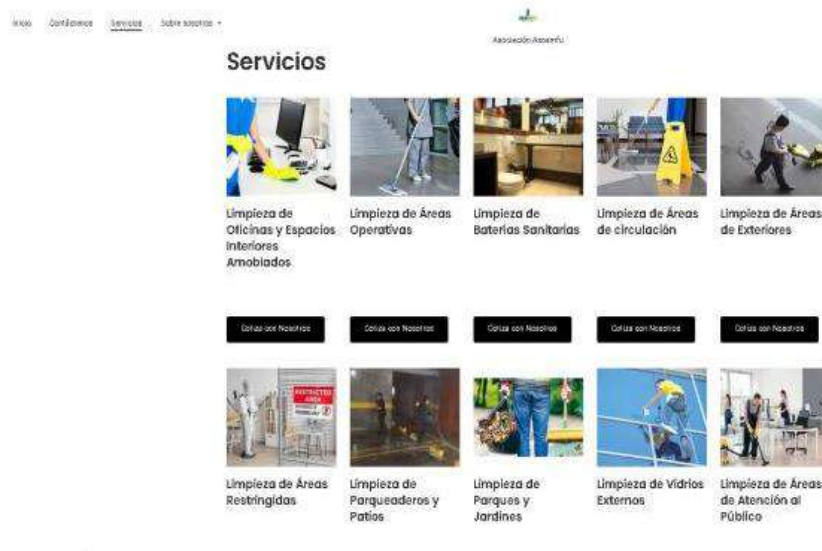 Inicio Contáctenos Servicios Sobre nosotros
Asociación Asoemfu
Servicios
Limpieza de Oficinas y Espacios Interiores Amoblados
Limpieza de Áreas Operativas
Limpieza de Baterías Sanitarias
Limpieza de Áreas de circulación
Limpieza de Áreas de Exteriores
Cotiza con Nosotros
Cotiza con Nosotros
Cotiza con Nosotros
Cotiza con Nosotros
Cotiza con Nosotros
RESTRICTED
AREA
Limpieza de Áreas Restringidas
Limpieza de Parqueaderos y Patios
Limpieza de Parques y Jardines
Limpieza de Vidrios Externos
Limpieza de Áreas de Atención al Público